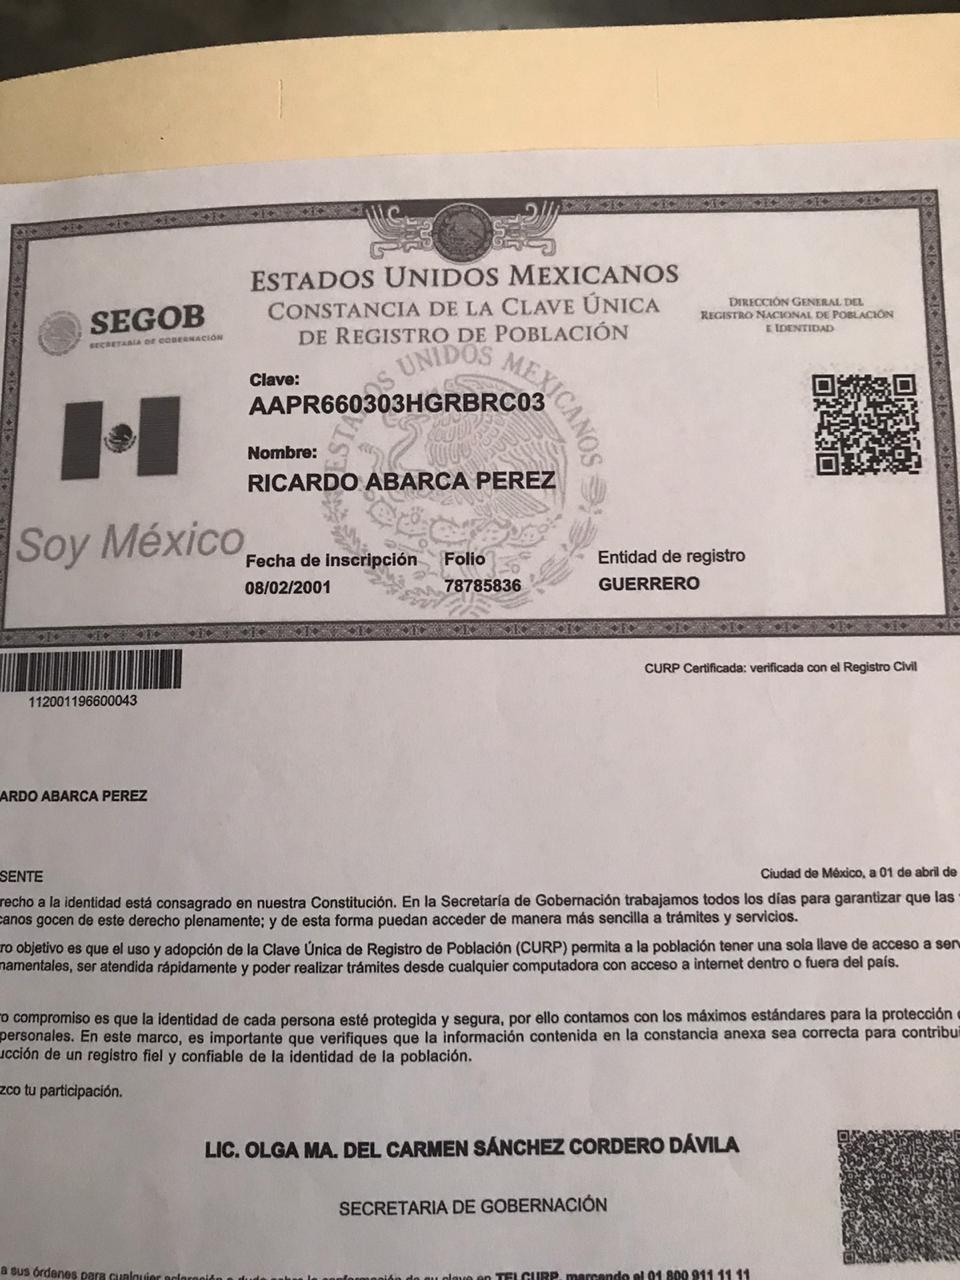 ESTADOS UNIDOS MEXICANOS
CONSTANCIA DE LA CLAVE ÚNICA
DE REGISTRO DE POBLACIÓN
SEGOB
SECRETARÍA DE GOBERNACIÓN
DIRECCIÓN GENERAL DEL
REGISTRO NACIONAL DE POBLACIÓN
E IDENTIDAD
ESTADOS UNIDOS MEXICANOS
Clave:
AAPR660303HGRBRC03
Nombre:
RICARDO ABARCA PEREZ
Soy México
Fecha de inscripción Folio Entidad de registro
08/02/2001 78785836 GUERRERO
112001196600043
CURP Certificada: verificada con el Registro Civil
ARDO ABARCA PEREZ
SENTE
Ciudad de México, a 01 de abril de
recho a la identidad está consagrado en nuestra Constitución. En la Secretaría de Gobernación trabajamos todos los días para garantizar que las
canos gocen de este derecho plenamente; y de esta forma puedan acceder de manera más sencilla a trámites y servicios.
ro objetivo es que el uso y adopción de la Clave Única de Registro de Población (CURP) permita a la población tener una sola llave de acceso a serv
namentales, ser atendida rápidamente y poder realizar trámites desde cualquier computadora con acceso a internet dentro o fuera del país.
ro compromiso es que la identidad de cada persona esté protegida y segura, por ello contamos con los máximos estándares para la protección d
personales. En este marco, es importante que verifiques que la información contenida en la constancia anexa sea correcta para contribui
ucción de un registro fiel y confiable de la identidad de la población.
zco tu participación.
LIC. OLGA MA. DEL CARMEN SÁNCHEZ CORDERO DÁVILA
SECRETARIA DE GOBERNACIÓN
a sus órdenes para cualquier aclaración o duda sobre la conformación de su clave en TELCURP, marcando el 01 800 911 11 11